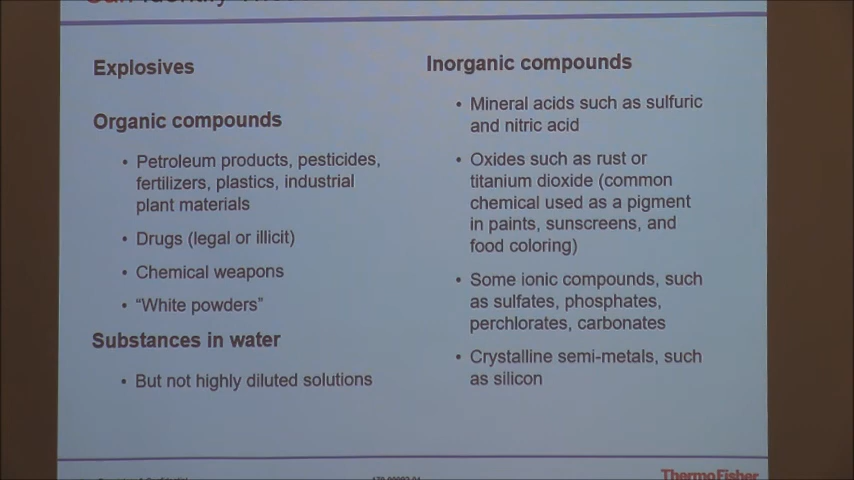 Explosives
Organic compounds
• Petroleum products, pesticides,
fertilizers, plastics, industrial
plant materials
• Drugs (legal or illicit)
• Chemical weapons
• “White powders”
Substances in water
• But not highly diluted solutions
Inorganic compounds
• Mineral acids such as sulfuric
and nitric acid
• Oxides such as rust or
titanium dioxide (common
chemical used as a pigment
in paints, sunscreens, and
food coloring)
• Some ionic compounds, such
as sulfates, phosphates,
perchlorates, carbonates
• Crystalline semi-metals, such
as silicon
ThermoFisher